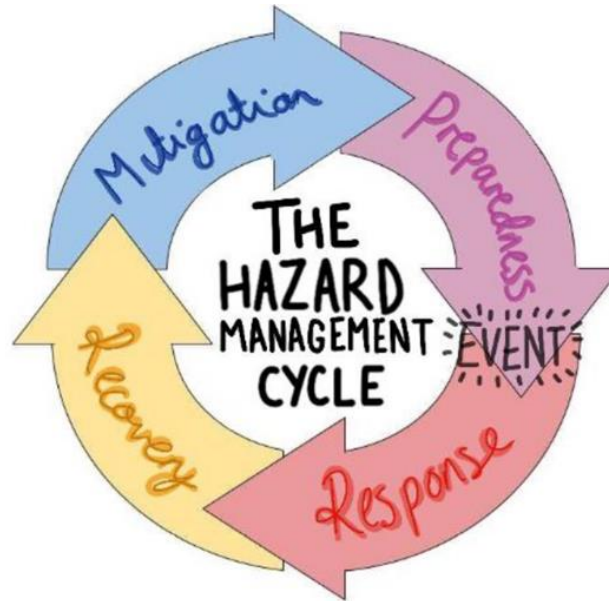 Mitigation
Preparedness
THE
HAZARD
MANAGEMENT
CYCLE
EVENT
Response
Recovery